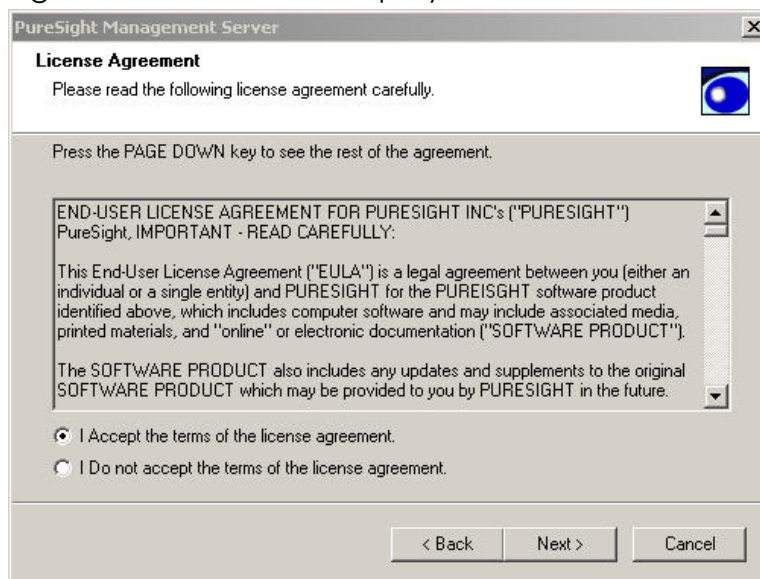 PureSight Management Server
License Agreement
Please read the following license agreement carefully.
Press the PAGE DOWN key to see the rest of the agreement.
END-USER LICENSE AGREEMENT FOR PURESIGHT INC's ("PURESIGHT")
PureSight, IMPORTANT - READ CAREFULLY:
This End-User License Agreement ("EULA") is a legal agreement between you (either an
individual or a single entity) and PURESIGHT for the PUREISGHT software product
identified above, which includes computer software and may include associated media,
printed materials, and "online" or electronic documentation ("SOFTWARE PRODUCT").
The SOFTWARE PRODUCT also includes any updates and supplements to the original
SOFTWARE PRODUCT which may be provided to you by PURESIGHT in the future.
I Accept the terms of the license agreement.
I Do not accept the terms of the license agreement.
< Back Next > Cancel